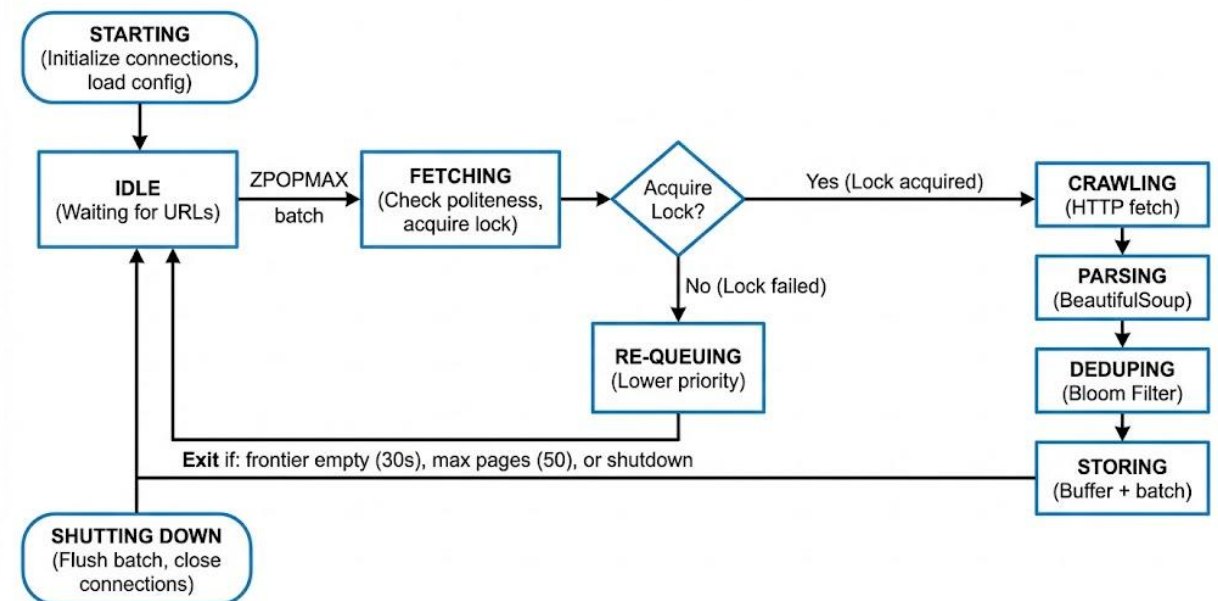 STARTING
(Initialize connections,
load config)
IDLE
(Waiting for URLs)
ZPOPMAX
batch
FETCHING
(Check politeness,
acquire lock)
Acquire
Lock?
Yes (Lock acquired)
CRAWLING
(HTTP fetch)
No (Lock failed)
PARSING
(BeautifulSoup)
RE-QUEUING
(Lower priority)
DEDUPING
(Bloom Filter)
Exit if: frontier empty (30s), max pages (50), or shutdown
STORING
(Buffer + batch)
SHUTTING DOWN
(Flush batch, close
connections)